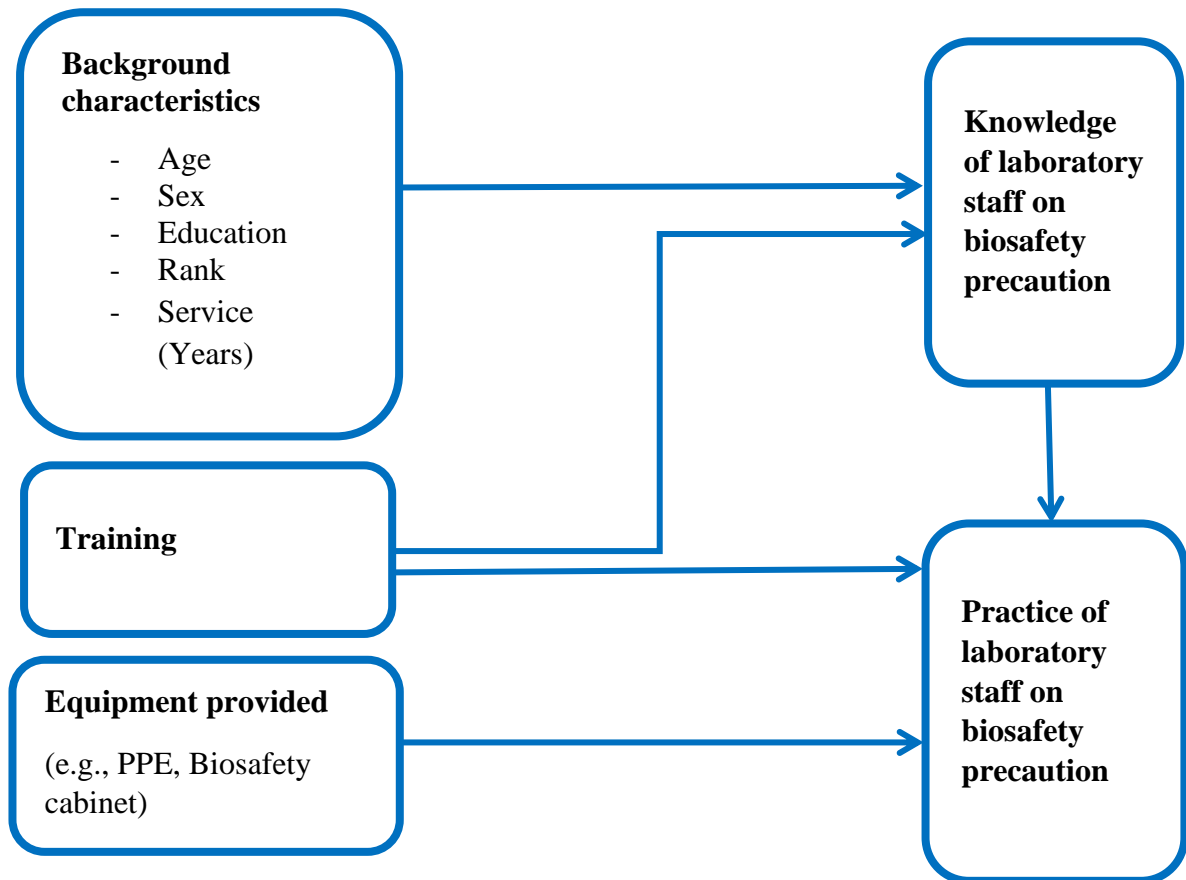 Background
characteristics
- Age
- Sex
- Education
- Rank
- Service
(Years)
Training
Equipment provided
(e.g., PPE, Biosafety
cabinet)
Knowledge
of laboratory
staff on
biosafety
precaution
Practice of
laboratory
staff on
biosafety
precaution